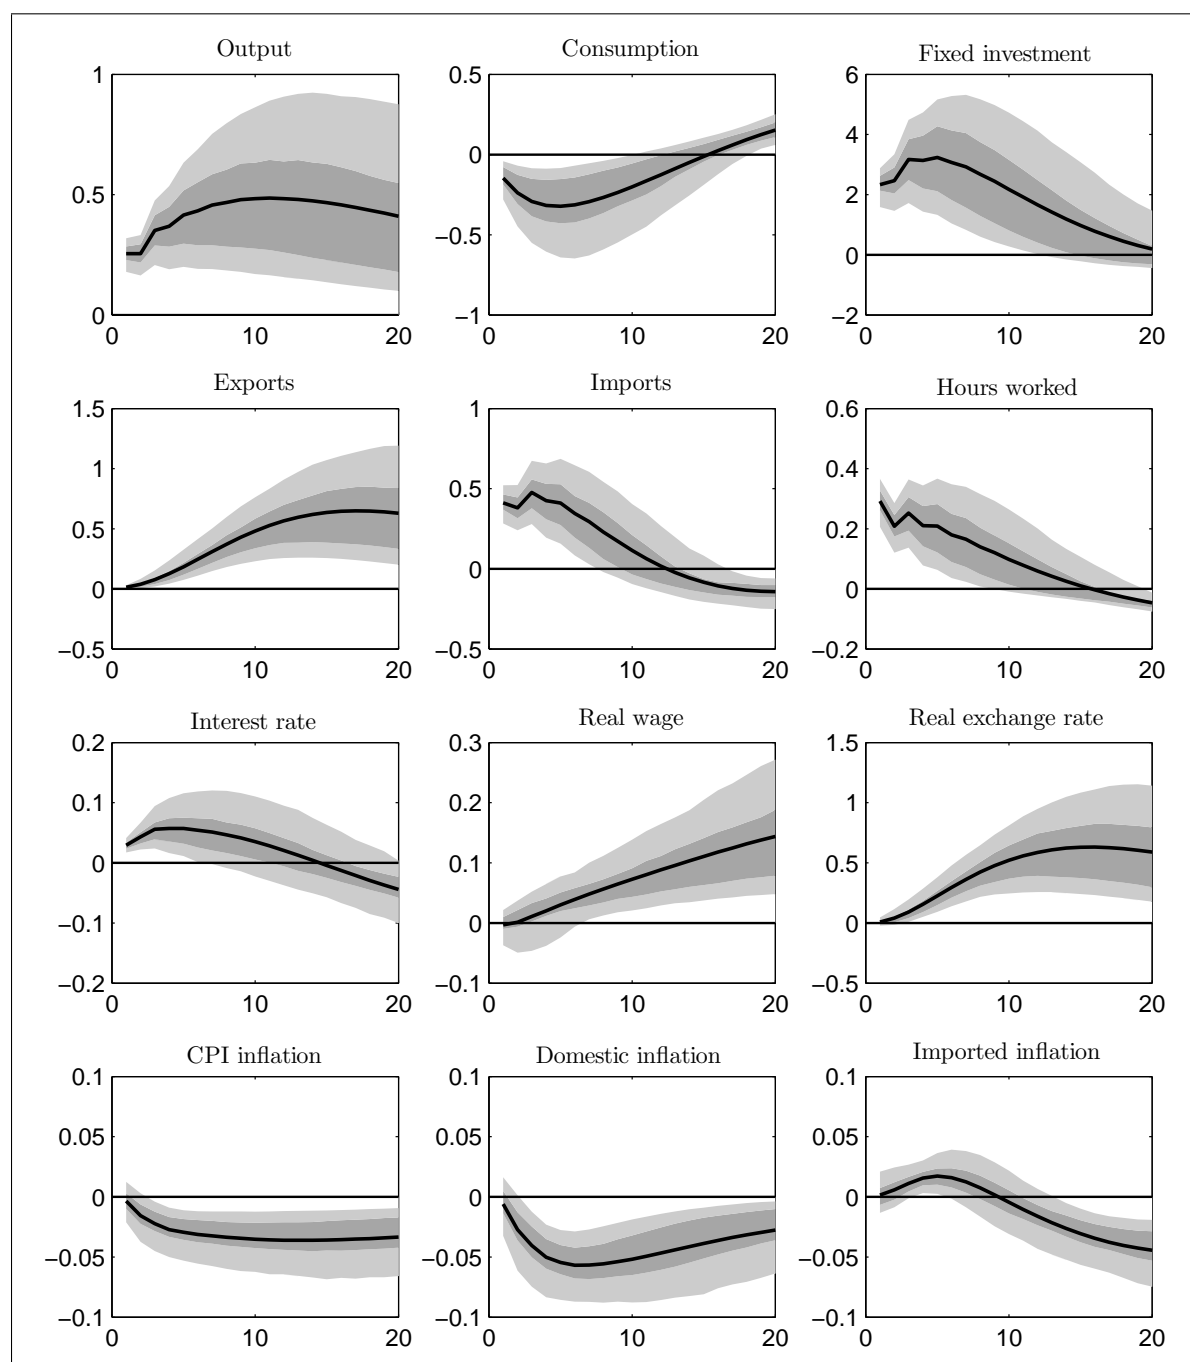 Output Consumption Fixed investment
1 0.5 6
0 4
0.5 2
−0.5 0
0 −1 −2
0 10 20 0 10 20 0 10 20
Exports Imports Hours worked
1.5 1 0.6
1 0.5 0.4
0.5 0.2
0 0 0
−0.5 −0.5 −0.2
0 10 20 0 10 20 0 10 20
Interest rate Real wage Real exchange rate
0.2 0.3 1.5
0.1 0.2 1
0 0.1 0.5
−0.1 0 0
−0.2 −0.1 −0.5
0 10 20 0 10 20 0 10 20
CPI inflation Domestic inflation Imported inflation
0.1 0.1 0.1
0.05 0.05 0.05
0 0 0
−0.05 −0.05 −0.05
−0.1 −0.1 −0.1
0 10 20 0 10 20 0 10 20